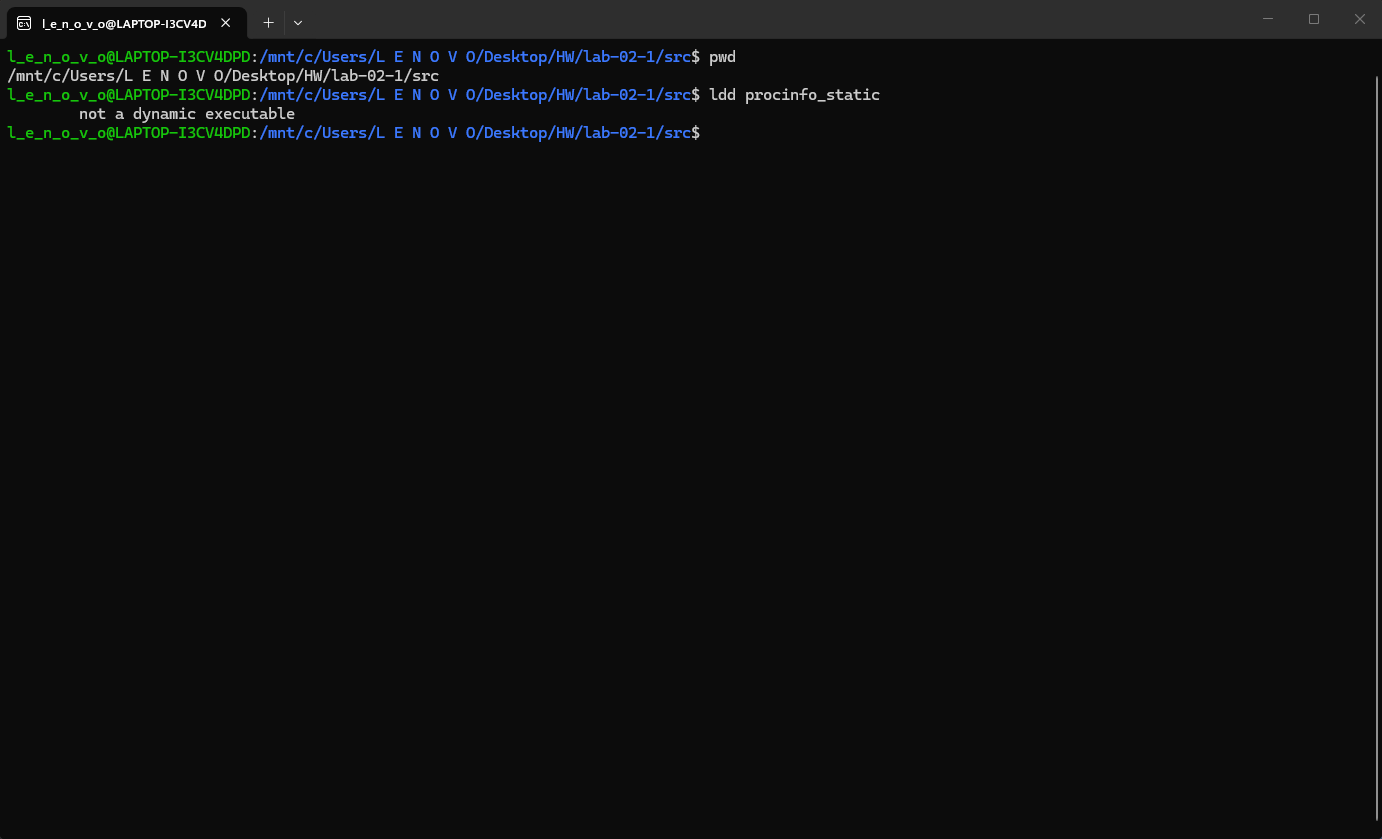 l_e_n_o_v_o@LAPTOP-I3CV4D
l_e_n_o_v_o@LAPTOP-I3CV4DPD:/mnt/c/Users/L E N O V O/Desktop/HW/lab-02-1/src$ pwd
/mnt/c/Users/L E N O V O/Desktop/HW/lab-02-1/src
l_e_n_o_v_o@LAPTOP-I3CV4DPD:/mnt/c/Users/L E N O V O/Desktop/HW/lab-02-1/src$ ldd procinfo_static
        not a dynamic executable
l_e_n_o_v_o@LAPTOP-I3CV4DPD:/mnt/c/Users/L E N O V O/Desktop/HW/lab-02-1/src$